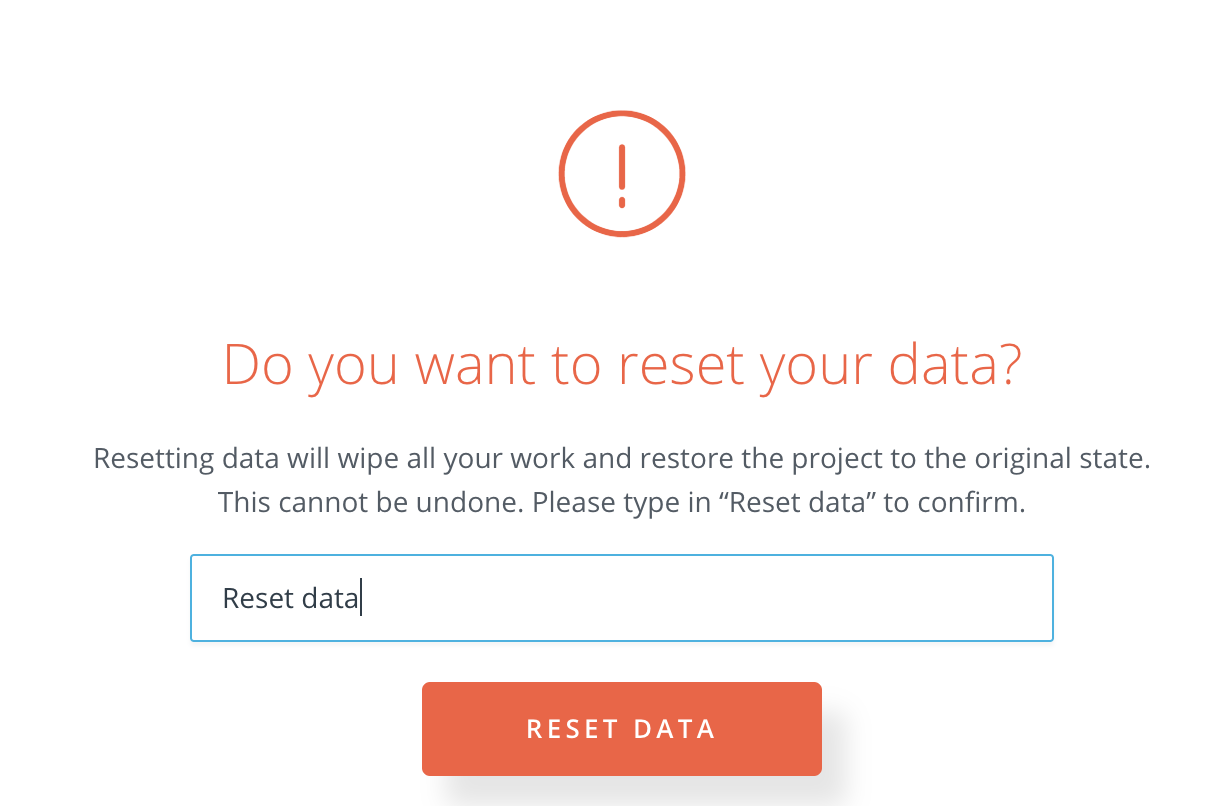 Do you want to reset your data?
Resetting data will wipe all your work and restore the project to the original state.
This cannot be undone. Please type in “Reset data” to confirm.
Reset data
RESET DATA